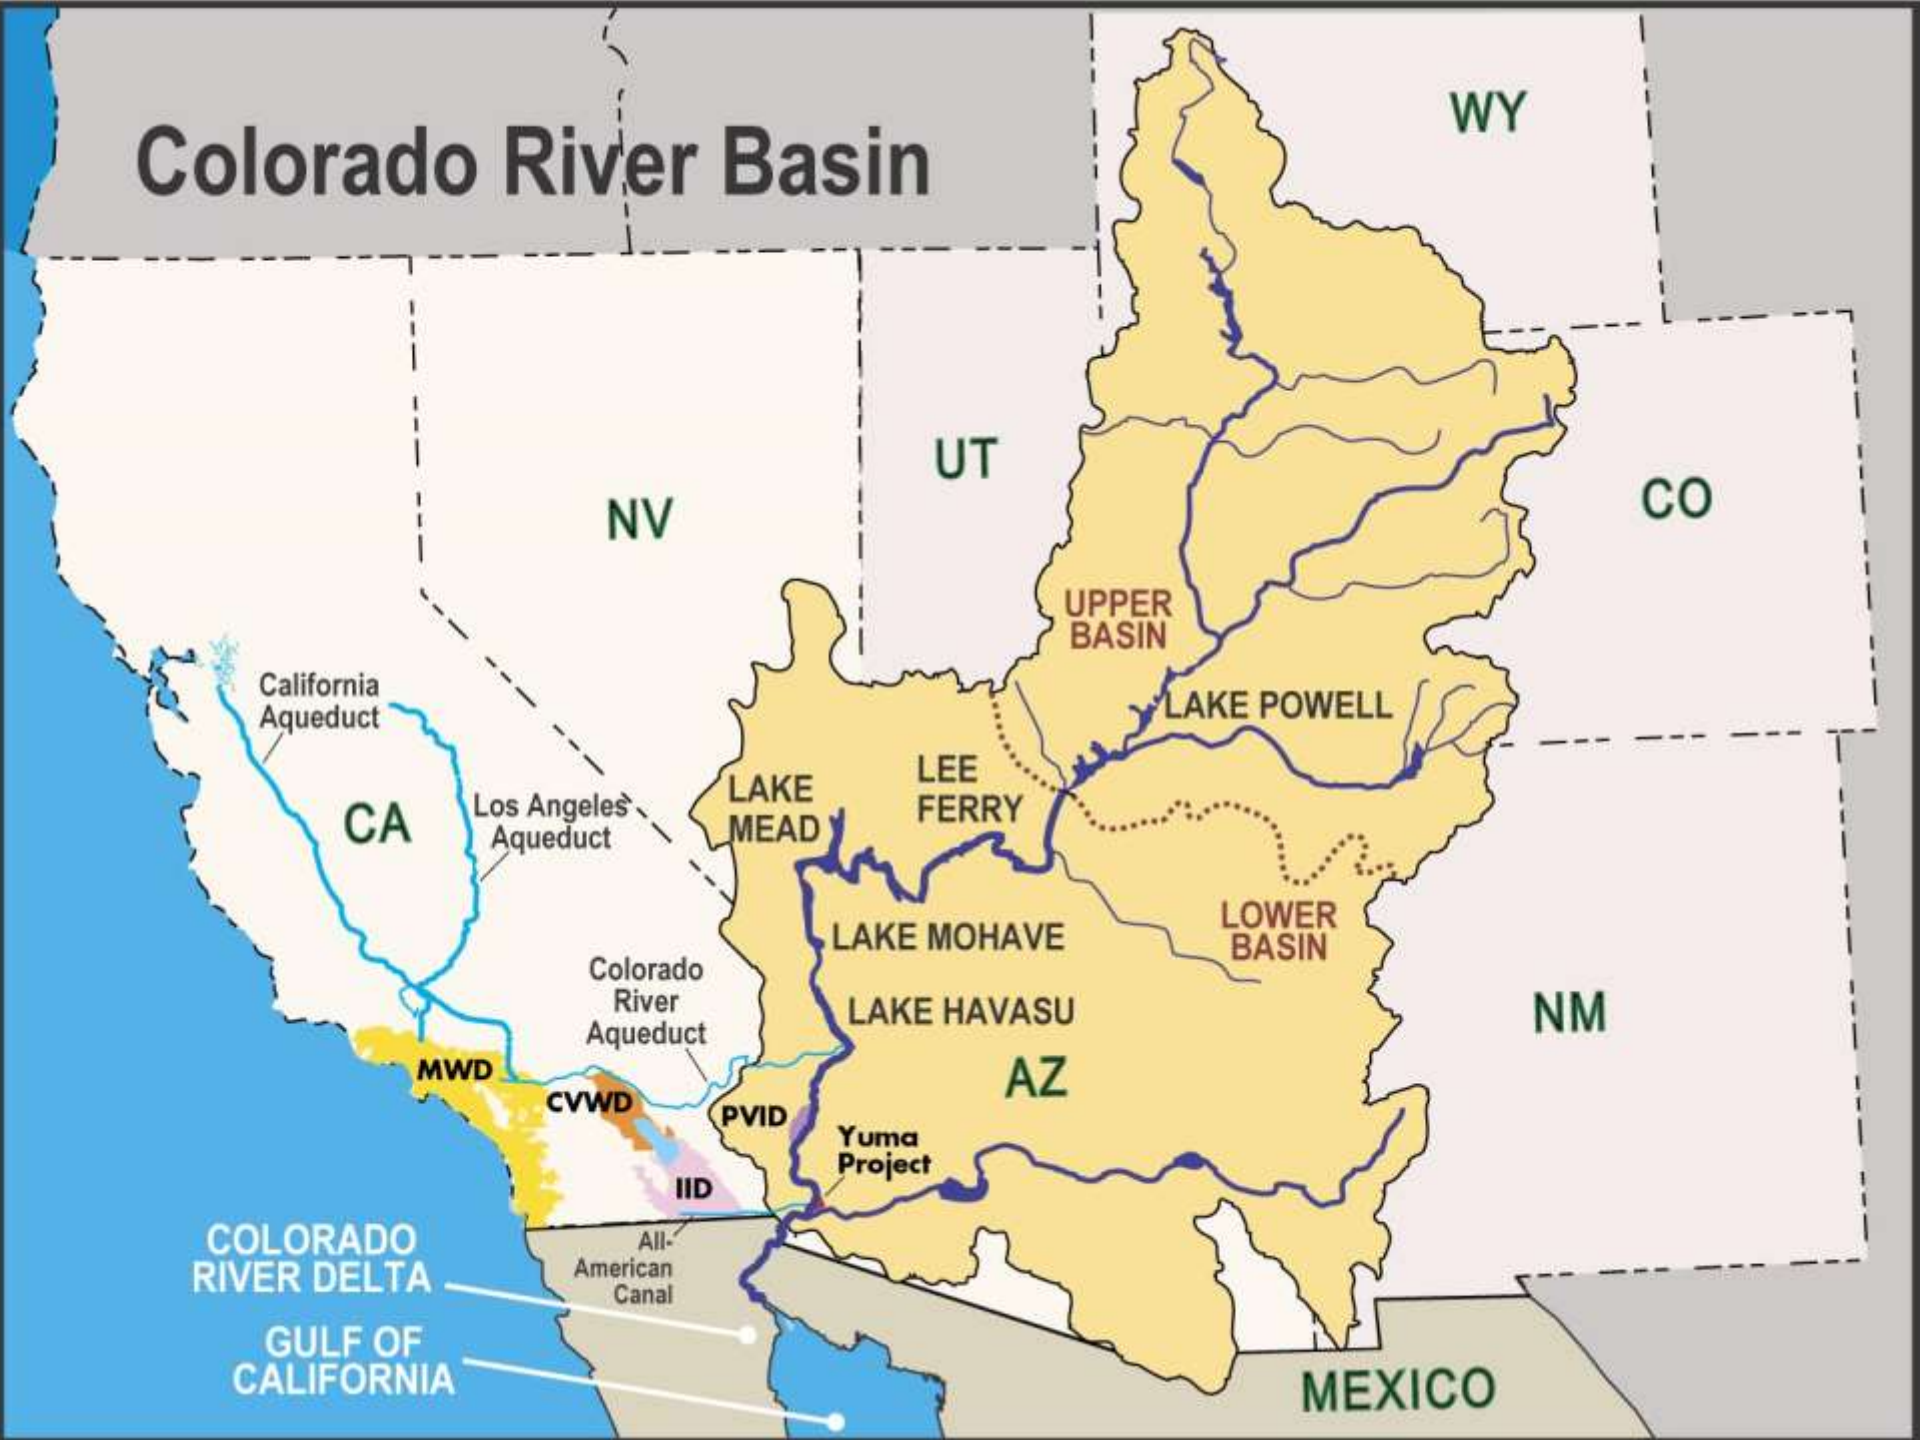 Colorado River Basin
WY
UT
NV
CO
UPPER
BASIN
California
Aqueduct
LAKE POWELL
LAKE
MEAD
LEE
FERRY
CA
Los Angeles
Aqueduct
LOWER
BASIN
LAKE MOHAVE
Colorado
River
Aqueduct
LAKE HAVASU
NM
AZ
MWD
CVWD
PVID
Yuma
Project
IID
COLORADO
RIVER DELTA
All-
American
Canal
GULF OF
CALIFORNIA
MEXICO